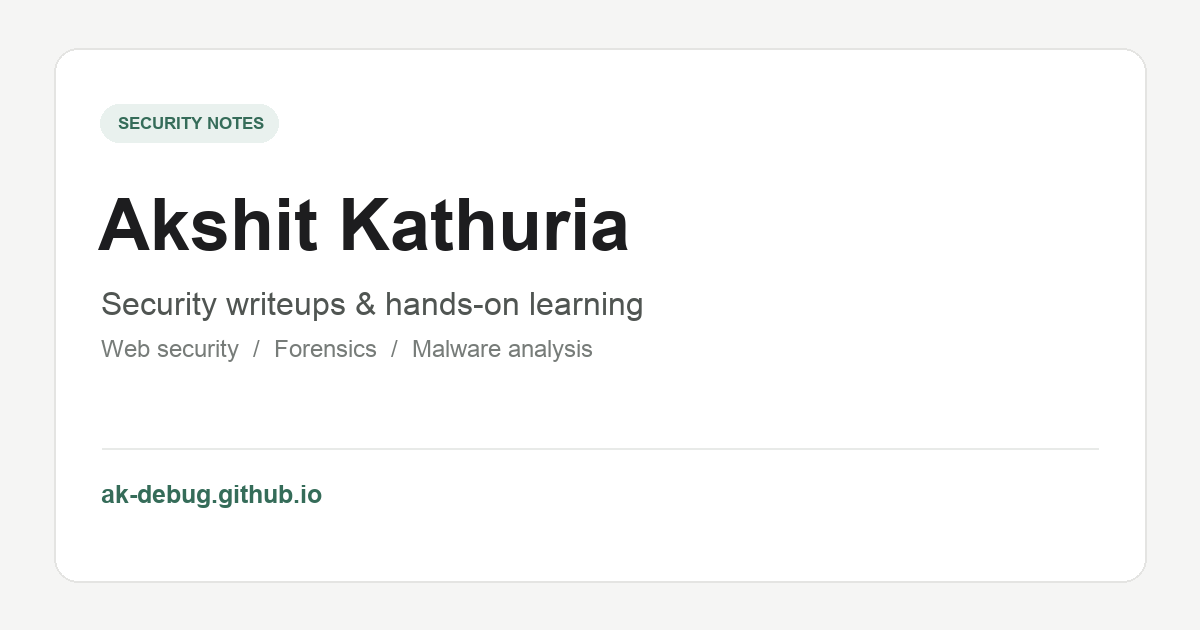 SECURITY NOTES
Akshit Kathuria
Security writeups & hands-on learning
Web security / Forensics / Malware analysis
ak-debug.github.io